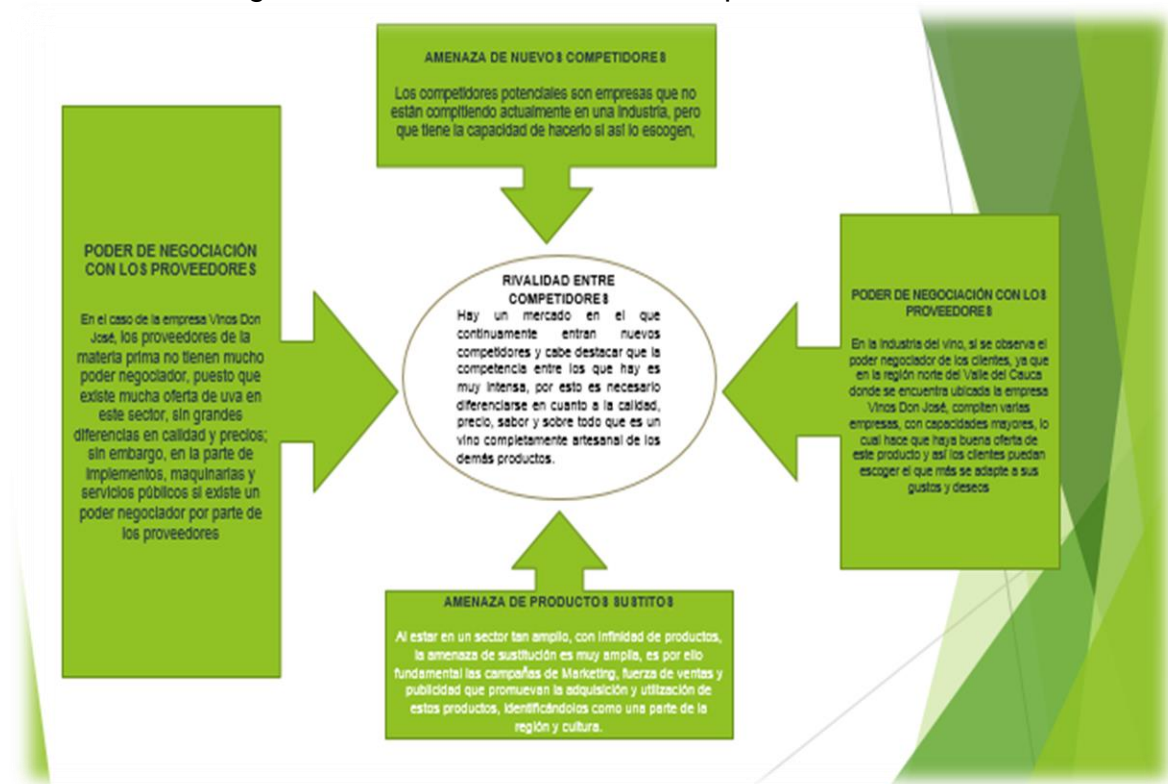 AMENAZA DE NUEVOS COMPETIDORES
Los competidores potenciales son empresas que no
están compitiendo actualmente en una industria, pero
que tiene la capacidad de hacerlo si así lo escogen,
PODER DE NEGOCIACIÓN
CON LOS PROVEEDORES
En el caso de la empresa Vinos Don
José, los proveedores de la
materia prima no tienen mucho
poder negociador, puesto que
existe mucha oferta de uva en
este sector, sin grandes
diferencias en calidad y precios;
sin embargo, en la parte de
implementos, maquinarias y
servicios públicos si existe un
poder negociador por parte de
los proveedores
RIVALIDAD ENTRE
COMPETIDORES
Hay un mercado en el que
continuamente entran nuevos
competidores y cabe destacar que la
competencia entre los que hay es
muy intensa, por esto es necesario
diferenciarse en cuanto a la calidad,
precio, sabor y sobre todo que es un
vino completamente artesanal de los
demás productos.
PODER DE NEGOCIACIÓN CON LOS
PROVEEDORES
En la industria del vino, si se observa el
poder negociador de los clientes, ya que
en la región norte del Valle del Cauca
donde se encuentra ubicada la empresa
Vinos Don José, compiten varias
empresas, con capacidades mayores, lo
cual hace que haya buena oferta de
este producto y así los clientes puedan
escoger el que más se adapte a sus
gustos y deseos
AMENAZA DE PRODUCTOS SUSTITOS
Al estar en un sector tan amplio, con infinidad de productos,
la amenaza de sustitución es muy amplia, es por ello
fundamental las campañas de Marketing, fuerza de ventas y
publicidad que promuevan la adquisición y utilización de
estos productos, identificándolos como una parte de la
región y cultura.